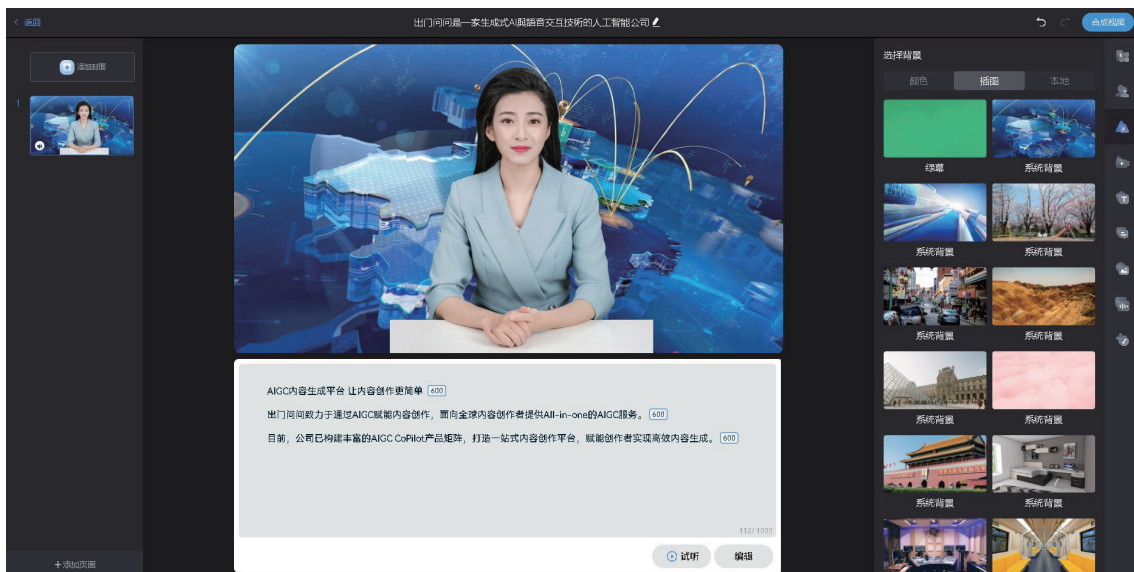 < 返回
出门问问是一家生成式AI與語音交互技術的人工智能公司
合成视频
添加封面
1
选择背景
颜色
插图
本地
绿幕
系统背景
系统背景
系统背景
系统背景
系统背景
系统背景
系统背景
系统背景
系统背景
AIGC内容生成平台 让内容创作更简单 600
出门问问致力于通过AIGC赋能内容创作，面向全球内容创作者提供All-in-one的AIGC服务。 600
目前，公司已构建丰富的AIGC CoPilot产品矩阵，打造一站式内容创作平台，赋能创作者实现高效内容生成。 600
112/1000
试听
编辑
+添加页面